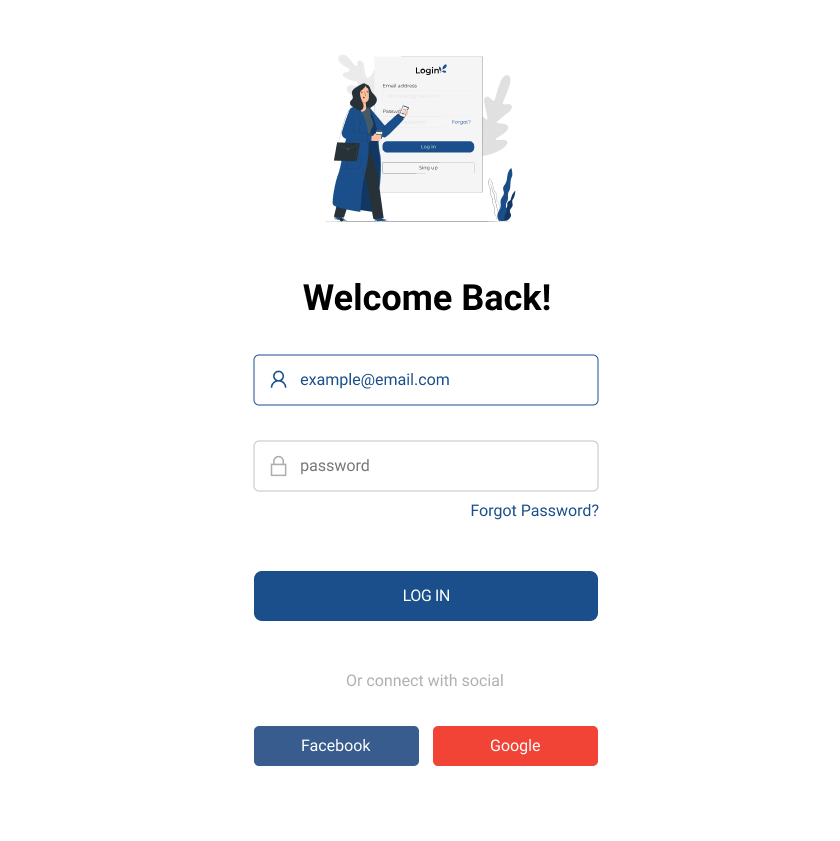 Login
Email address
Forgot?
Log in
Sing up
Welcome Back!
example@email.com
password
Forgot Password?
LOG IN
Or connect with social
Facebook
Google